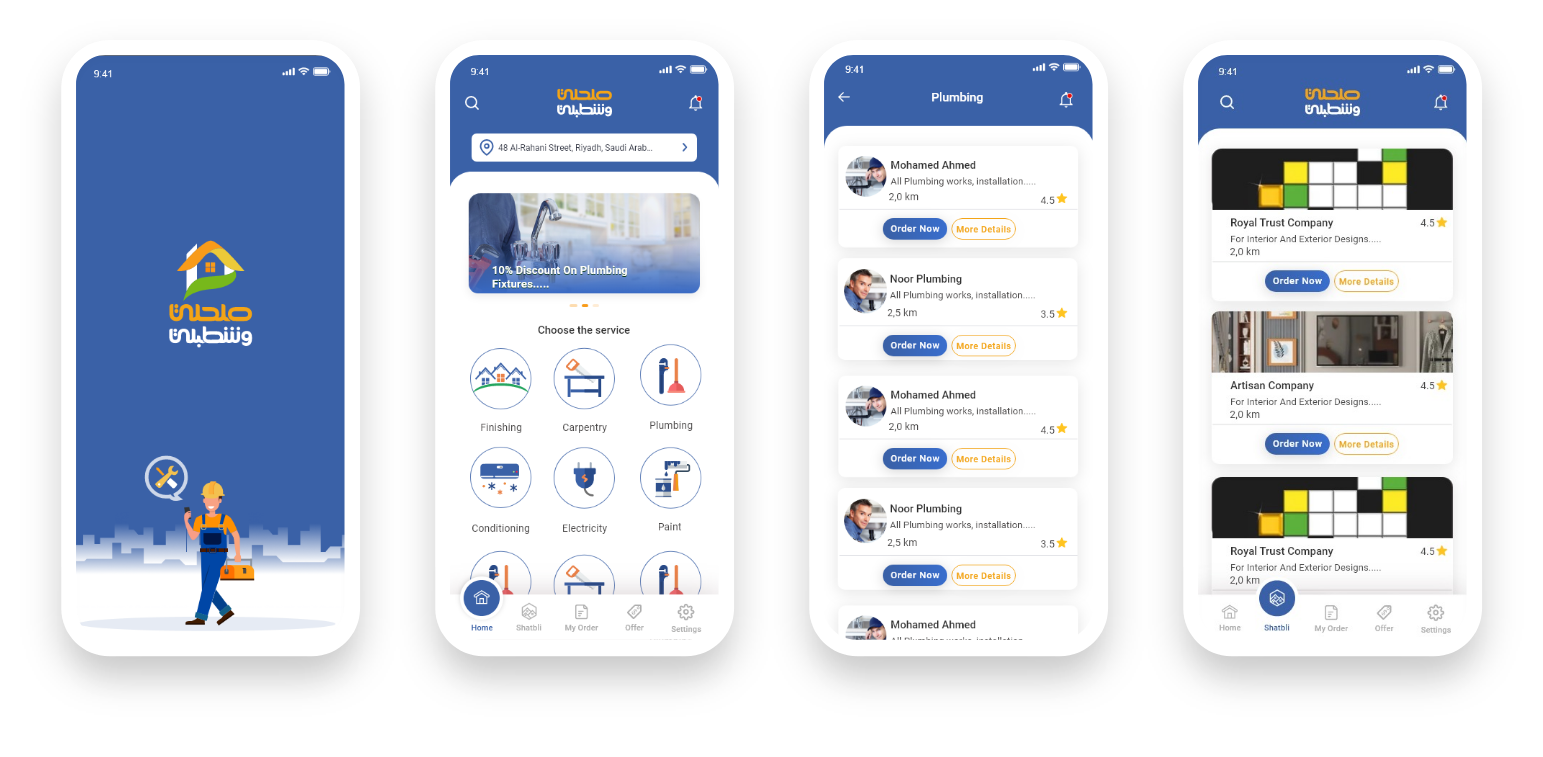 9:41
صلحلي
وشطبلي
9:41
صلحلي
وشطبلي
48 Al-Rahani Street, Riyadh, Saudi Arab...
10% Discount On Plumbing
Fixtures.....
Choose the service
Finishing
Carpentry
Plumbing
Conditioning
Electricity
Paint
Home
Shatbli
My Order
Offer
Settings
9:41
Plumbing
Mohamed Ahmed
All Plumbing works, installation.....
2,0 km
4.5
Order Now
More Details
Noor Plumbing
All Plumbing works, installation.....
2,5 km
3.5
Order Now
More Details
Mohamed Ahmed
All Plumbing works, installation.....
2,0 km
4.5
Order Now
More Details
Noor Plumbing
All Plumbing works, installation.....
2,5 km
3.5
Order Now
More Details
Mohamed Ahmed
All Plumbing works, installation.....
9:41
صلحلي
وشطبلي
Royal Trust Company
4.5
For Interior And Exterior Designs.....
2,0 km
Order Now
More Details
Artisan Company
4.5
For Interior And Exterior Designs.....
2,0 km
Order Now
More Details
Royal Trust Company
4.5
For Interior And Exterior Designs.....
2,0 km
Home
Shatbli
My Order
Offer
Settings